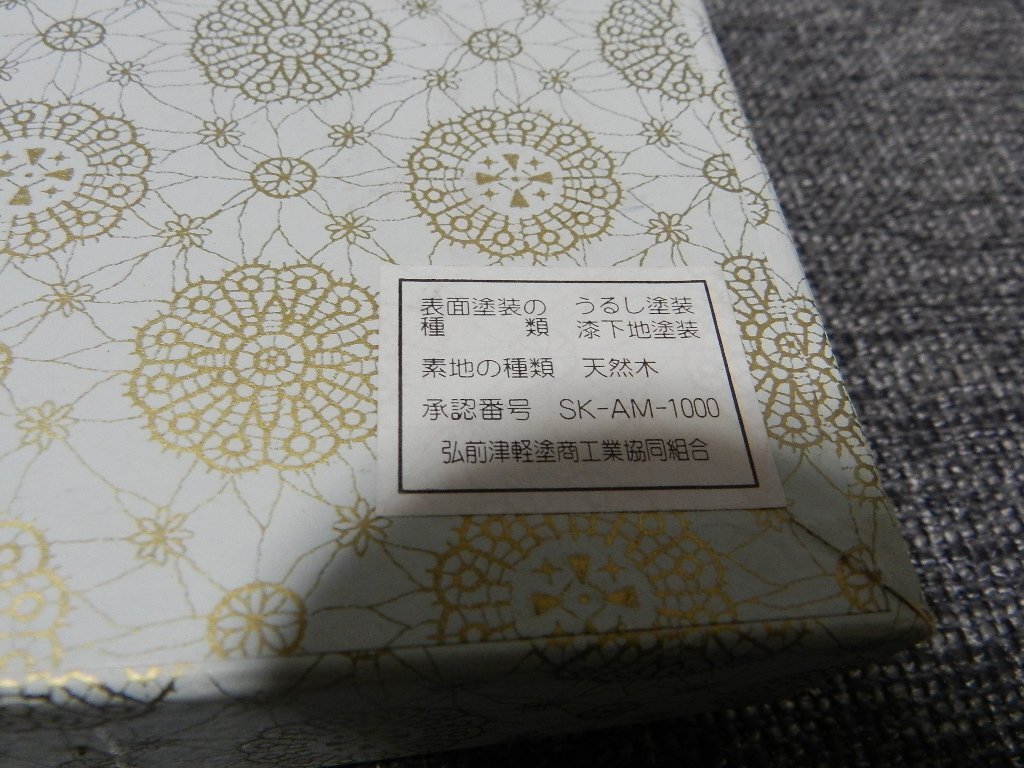 表面塗装の種類 うるし塗装
漆下地塗装
素地の種類 天然木
承認番号 SK-AM-1000
弘前津軽塗商工業協同組合